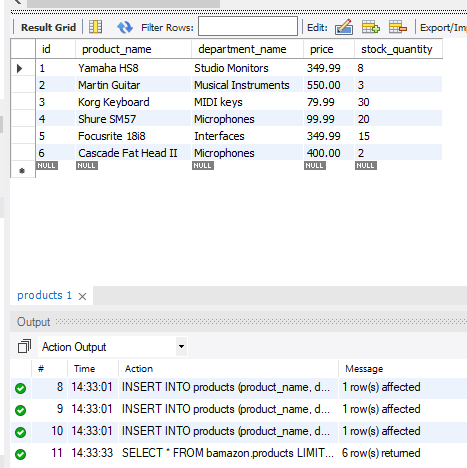 Result Grid Filter Rows: Edit: Export/Imp
id product_name department_name price stock_quantity
1 Yamaha HS8 Studio Monitors 349.99 8
2 Martin Guitar Musical Instruments 550.00 3
3 Korg Keyboard MIDI keys 79.99 30
4 Shure SM57 Microphones 99.99 20
5 Focusrite 18i8 Interfaces 349.99 15
6 Cascade Fat Head II Microphones 400.00 2
NULL NULL NULL NULL NULL
products 1
Output
Action Output
# Time Action Message
8 14:33:01 INSERT INTO products (product_name, d... 1 row(s) affected
9 14:33:01 INSERT INTO products (product_name, d... 1 row(s) affected
10 14:33:01 INSERT INTO products (product_name, d... 1 row(s) affected
11 14:33:33 SELECT * FROM bamazon.products LIMIT... 6 row(s) returned